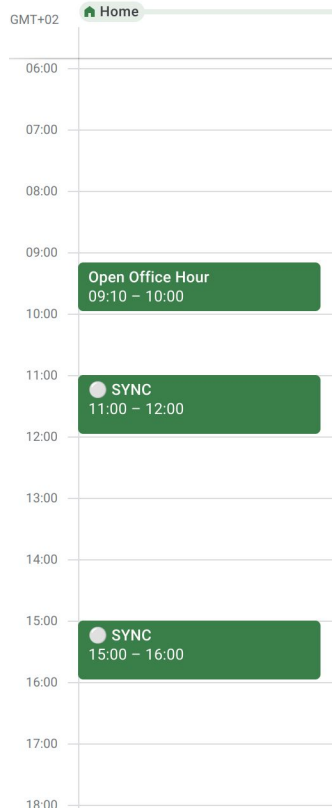 GMT+02
Home
06:00
07:00
08:00
09:00
Open Office Hour
09:10 – 10:00
10:00
11:00
SYNC
11:00 – 12:00
12:00
13:00
14:00
15:00
SYNC
15:00 – 16:00
16:00
17:00
18:00